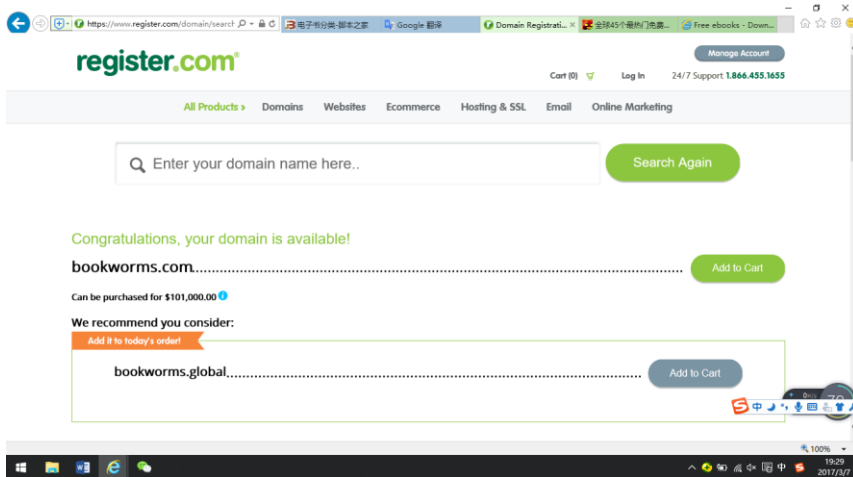 https://www.register.com/domain/search
电子书分类-脚本之家
Google 翻译
Domain Registrati...
全球45个最热门免费...
Free ebooks - Down...
register.com®
Manage Account
Cart (0)
Log In
24/7 Support 1.866.455.1655
All Products >
Domains
Websites
Ecommerce
Hosting & SSL
Email
Online Marketing
Enter your domain name here..
Search Again
Congratulations, your domain is available!
bookworms.com
Add to Cart
Can be purchased for $101,000.00
We recommend you consider:
Add it to today's order!
bookworms.global
Add to Cart
中
100%
中
19:29
2017/3/7